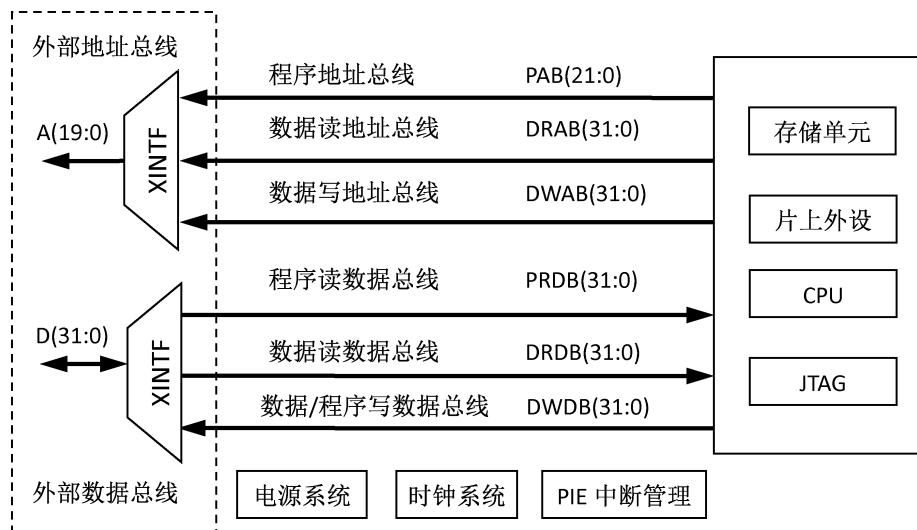 外部地址总线
A(19:0)
XINTF
程序地址总线 PAB(21:0)
数据读地址总线 DRAB(31:0)
数据写地址总线 DWAB(31:0)
程序读数据总线 PRDB(31:0)
D(31:0)
XINTF
数据读数据总线 DRDB(31:0)
数据/程序写数据总线 DWDB(31:0)
外部数据总线
存储单元
片上外设
CPU
JTAG
电源系统
时钟系统
PIE 中断管理